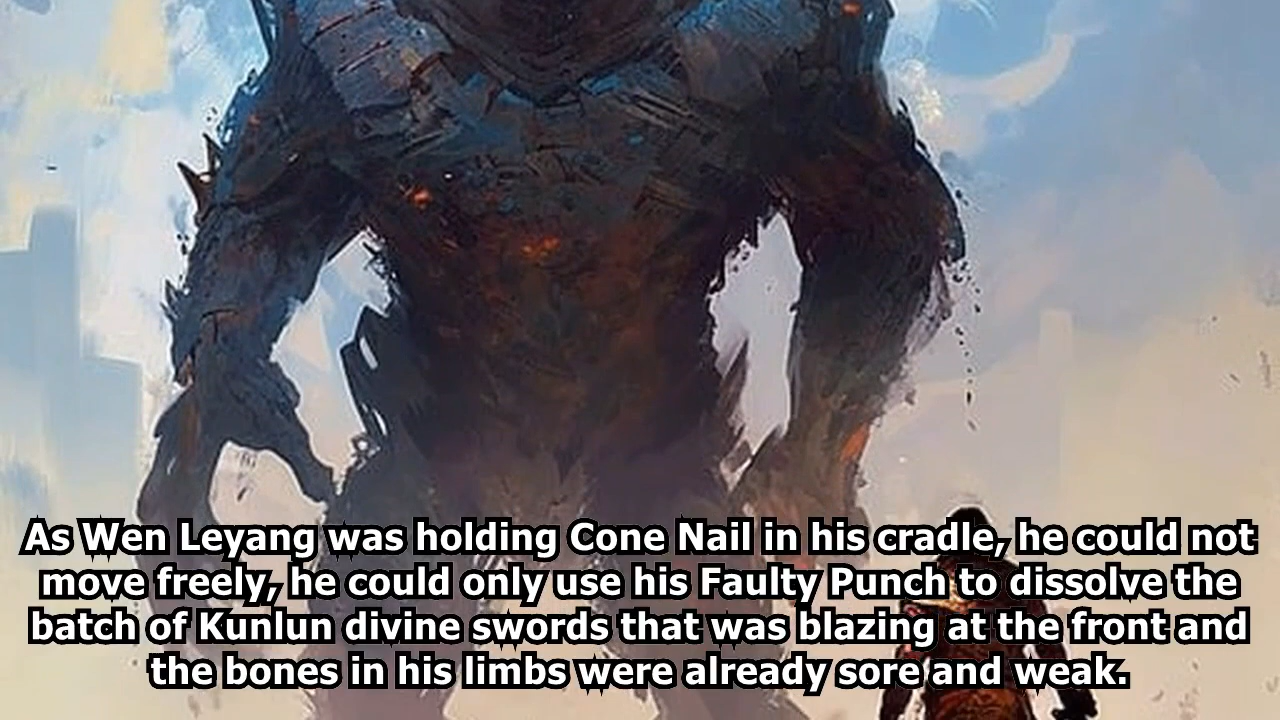 As Wen Leyang was holding Cone Nail in his cradle, he could not
move freely, he could only use his Faulty Punch to dissolve the
batch of Kunlun divine swords that was blazing at the front and
the bones in his limbs were already sore and weak.